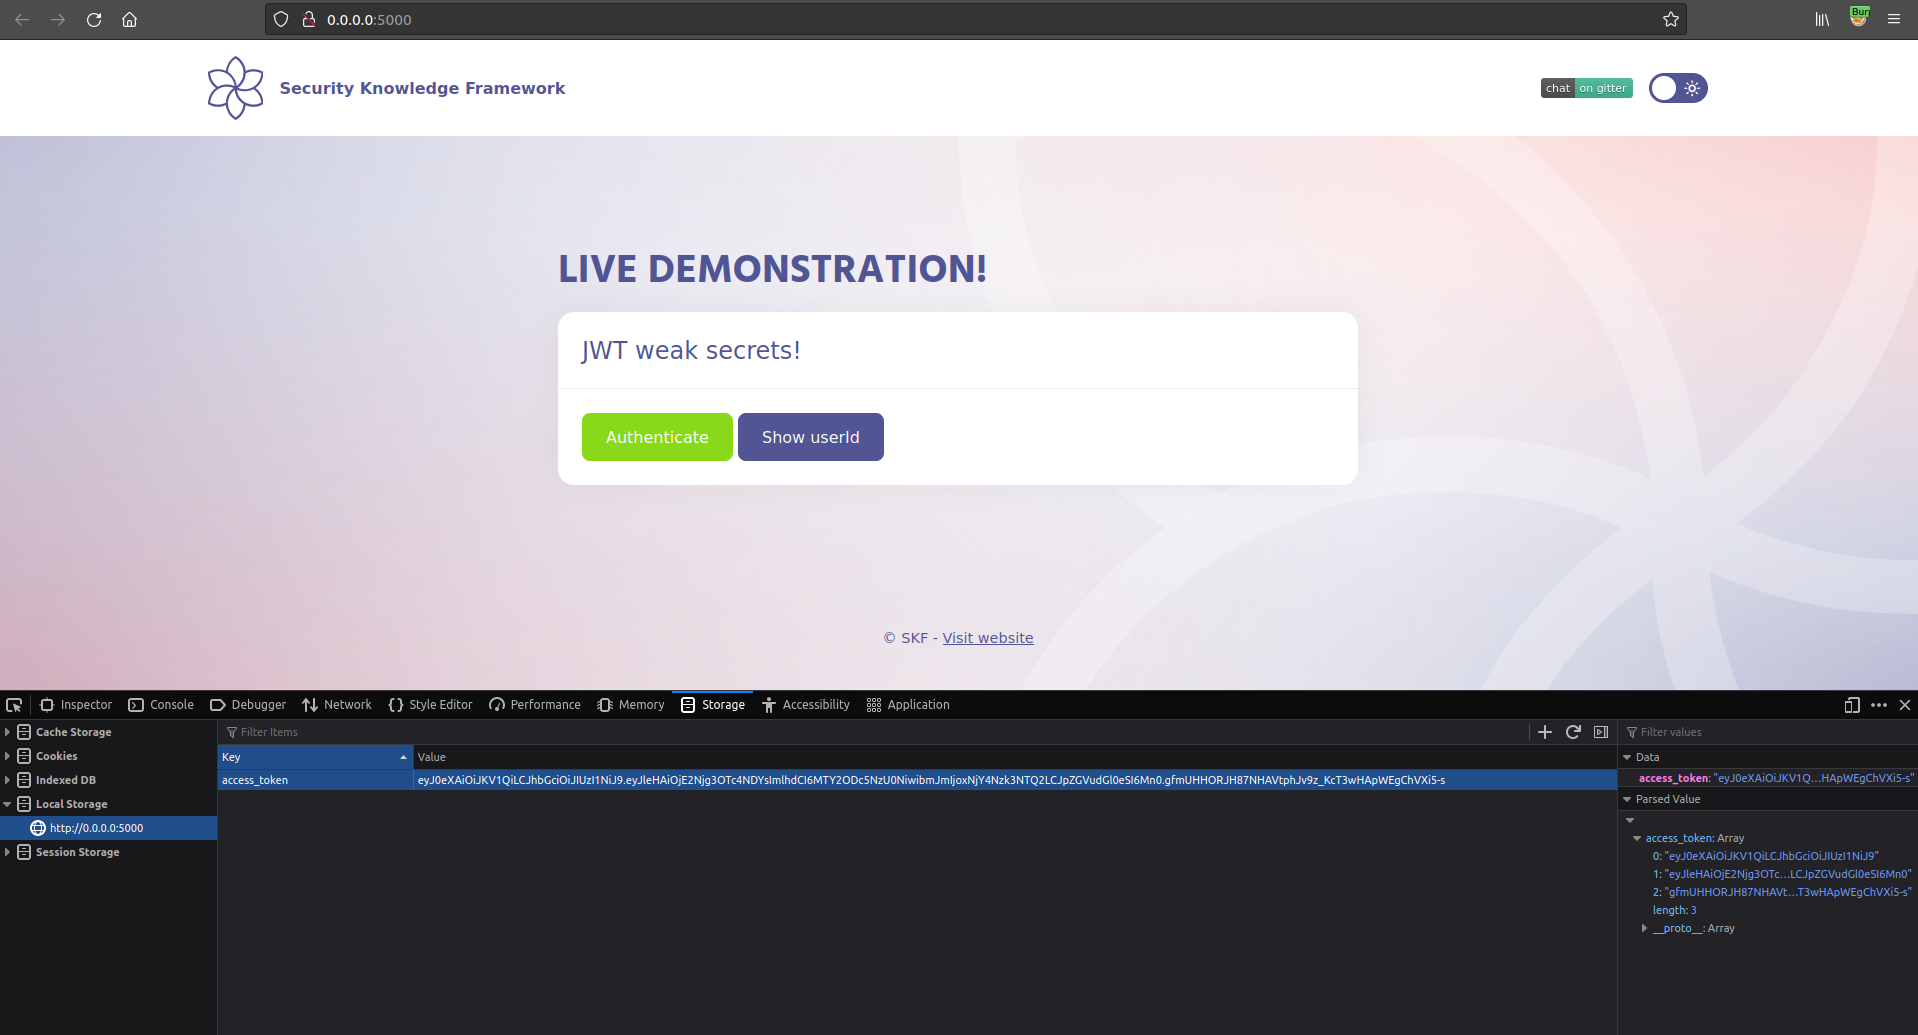 0.0.0.0:5000
Burp
Security Knowledge Framework
chat on gitter
LIVE DEMONSTRATION!
JWT weak secrets!
Authenticate Show userId
© SKF - Visit website
Inspector Console Debugger Network Style Editor Performance Memory Storage Accessibility Application
Cache Storage
Cookies
Indexed DB
Local Storage
http://0.0.0.0:5000
Session Storage
Filter Items
Key Value
access_token eyJ0eXAiOiJKV1QiLCJhbGciOiJIUzI1NiJ9.eyJleHAiOjE2Njg3OTc4NDYsImlhdCI6MTY2ODc5NzU0NiwibmJmIjoxNjY4Nzk3NTQ2LCJpZGVudGl0eSI6Mn0.gfmUHHORJH87NHAVtphJv9z_KcT3wHApWEgChVXi5-s
Filter values
Data
access_token: "eyJ0eXAiOiJKV1Q...HApWEgChVXi5-s"
Parsed Value
access_token: Array
0: "eyJ0eXAiOiJKV1QiLCJhbGciOiJIUzI1NiJ9"
1: "eyJleHAiOjE2Njg3OTc...LCJpZGVudGl0eSI6Mn0"
2: "gfmUHHORJH87NHAVt...T3wHApWEgChVXi5-s"
length: 3
__proto__: Array